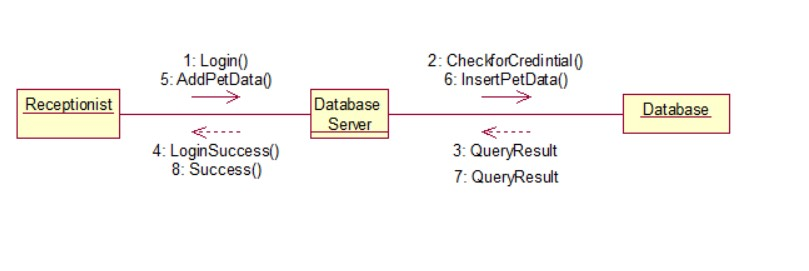 1: Login()
5: AddPetData()
2: CheckforCredintial()
6: InsertPetData()
Receptionist
Database
Server
Database
4: LoginSuccess()
8: Success()
3: QueryResult
7: QueryResult